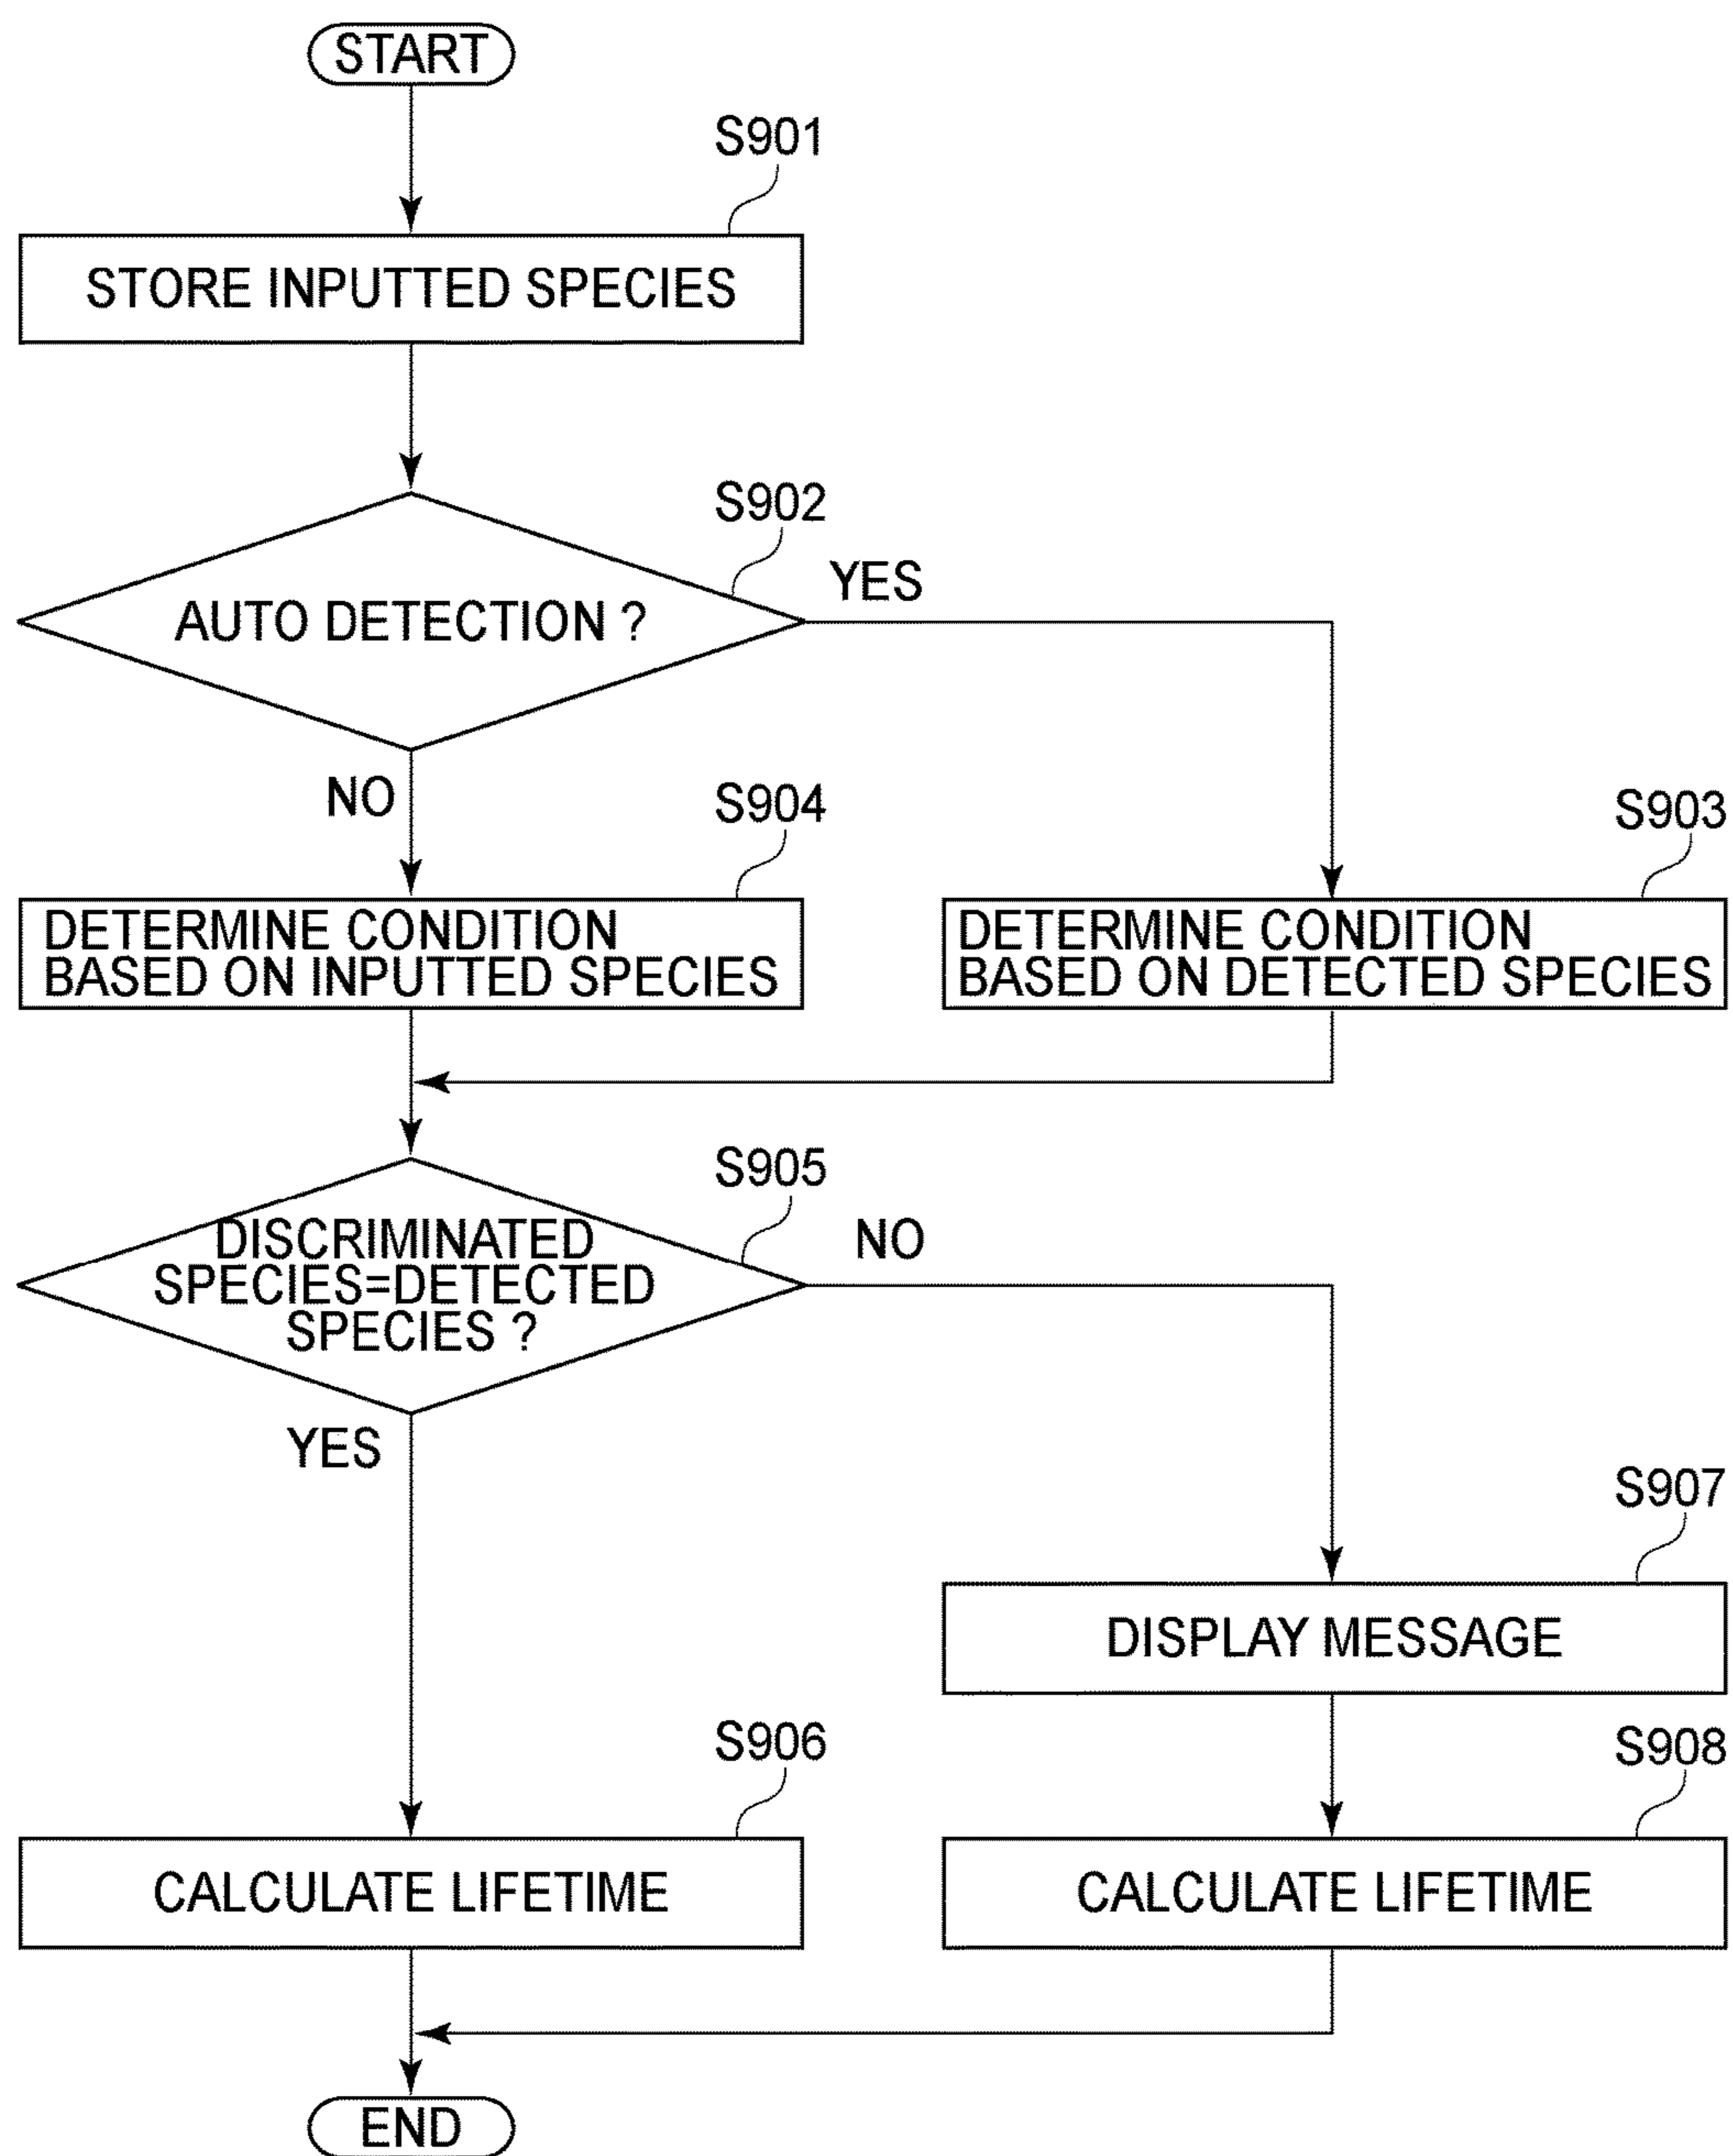 START
S901
STORE INPUTTED SPECIES
S902
AUTO DETECTION ?
YES
NO
S904
S903
DETERMINE CONDITION
BASED ON INPUTTED SPECIES
DETERMINE CONDITION
BASED ON DETECTED SPECIES
S905
DISCRIMINATED
SPECIES=DETECTED
SPECIES ?
NO
YES
S907
DISPLAY MESSAGE
S906
S908
CALCULATE LIFETIME
CALCULATE LIFETIME
END